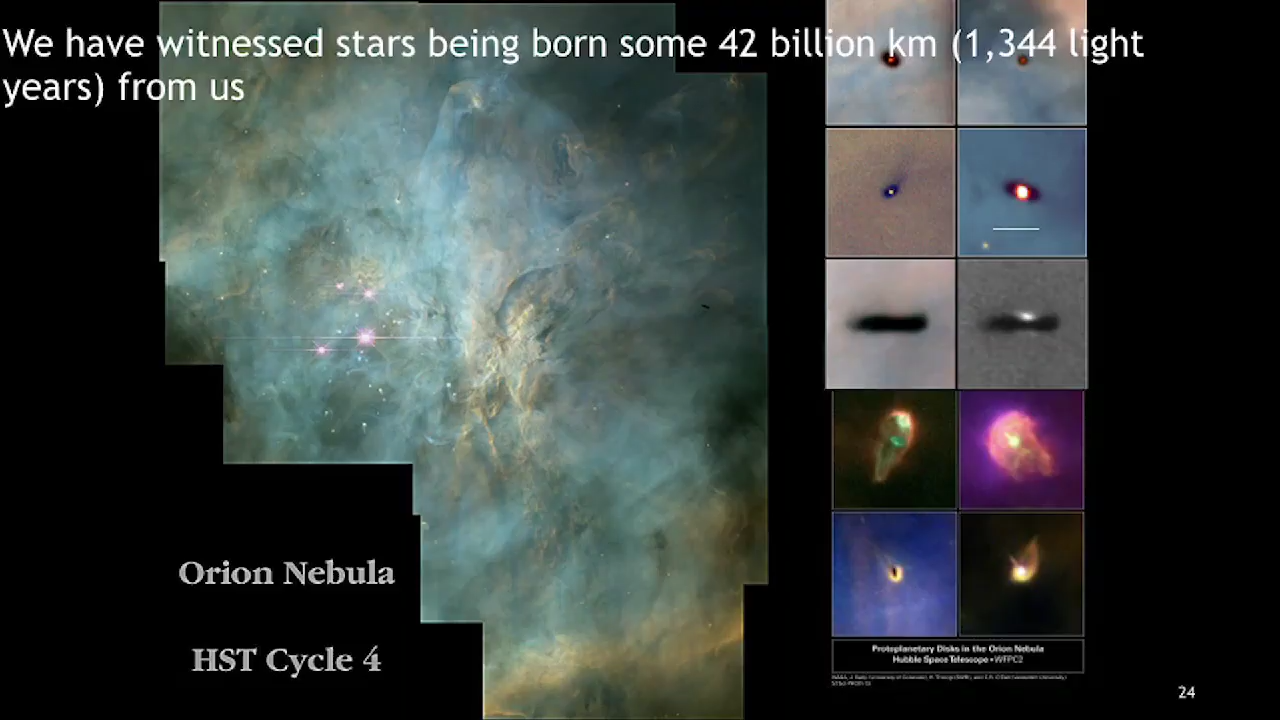 We have witnessed stars being born some 42 billion km (1,344 light
years) from us
Orion Nebula
HST Cycle 4
Protoplanetary Disks in the Orion Nebula
Hubble Space Telescope • WFPC2
24